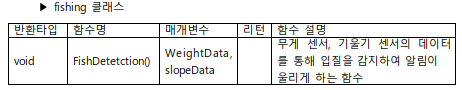 ▶ fishing 클래스
반환타입 함수명 매개변수 리턴 함수 설명
void FishDetetction() WeightData, slopeData 무게 센서, 기울기 센서의 데이터
를 통해 입질을 감지하여 알림이
울리게 하는 함수